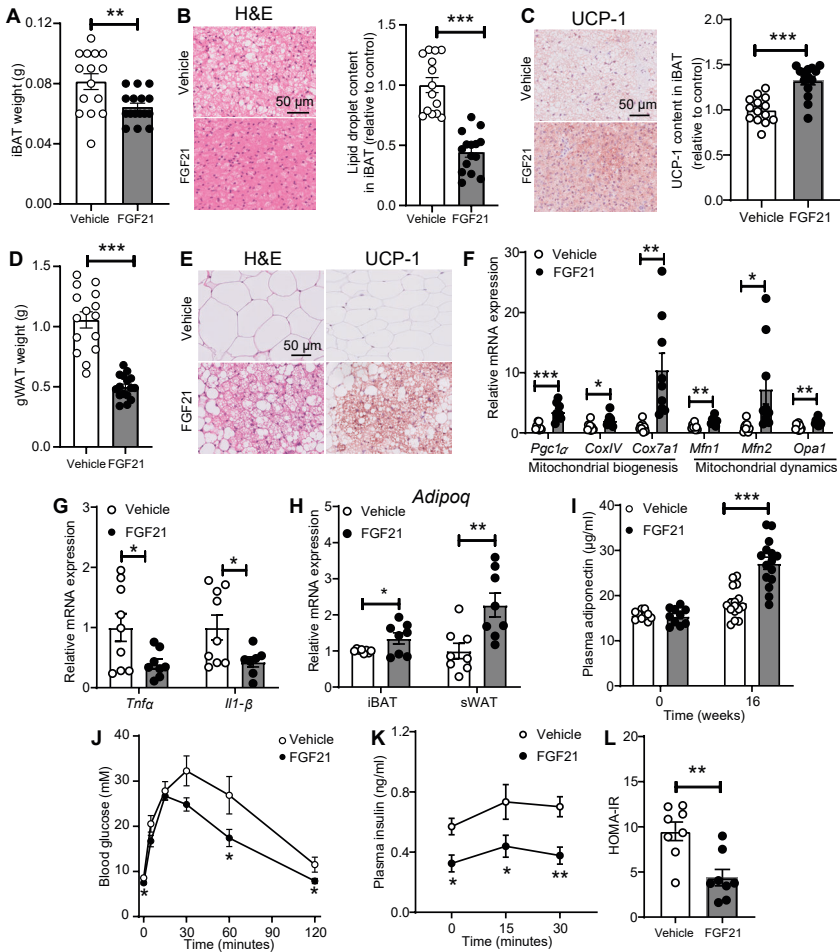 A
**
iBAT weight (g)
0.12
0.08
0.04
0.00
Vehicle
FGF21
B
H&E
Vehicle
50 µm
FGF21
***
Lipid droplet content
in iBAT (relative to control)
1.5
1.0
0.5
0.0
Vehicle
FGF21
C
UCP-1
Vehicle
50 µm
FGF21
***
UCP-1 content in iBAT
(relative to control)
2.0
1.5
1.0
0.5
0.0
Vehicle
FGF21
D
***
gWAT weight (g)
1.5
1.0
0.5
0.0
Vehicle
FGF21
E
H&E
UCP-1
Vehicle
50 µm
FGF21
F
Vehicle
FGF21
Relative mRNA expression
30
20
10
0
***
*
**
**
*
**
Pgc1α
CoxIV
Cox7a1
Mfn1
Mfn2
Opa1
Mitochondrial biogenesis
Mitochondrial dynamics
G
Vehicle
FGF21
Relative mRNA expression
3
2
1
0
*
*
Tnfα
Il1-β
H
Adipoq
Vehicle
FGF21
Relative mRNA expression
4
3
2
1
0
*
**
iBAT
sWAT
I
Vehicle
FGF21
***
Plasma adiponectin (µg/ml)
40
30
20
10
0
0
16
Time (weeks)
J
Vehicle
FGF21
Blood glucose (mM)
40
30
20
10
0
*
*
*
0
30
60
90
120
Time (minutes)
K
Vehicle
FGF21
Plasma insulin (ng/ml)
1.2
0.8
0.4
0.0
*
*
**
0
15
30
Time (minutes)
L
**
HOMA-IR
20
15
10
5
0
Vehicle
FGF21